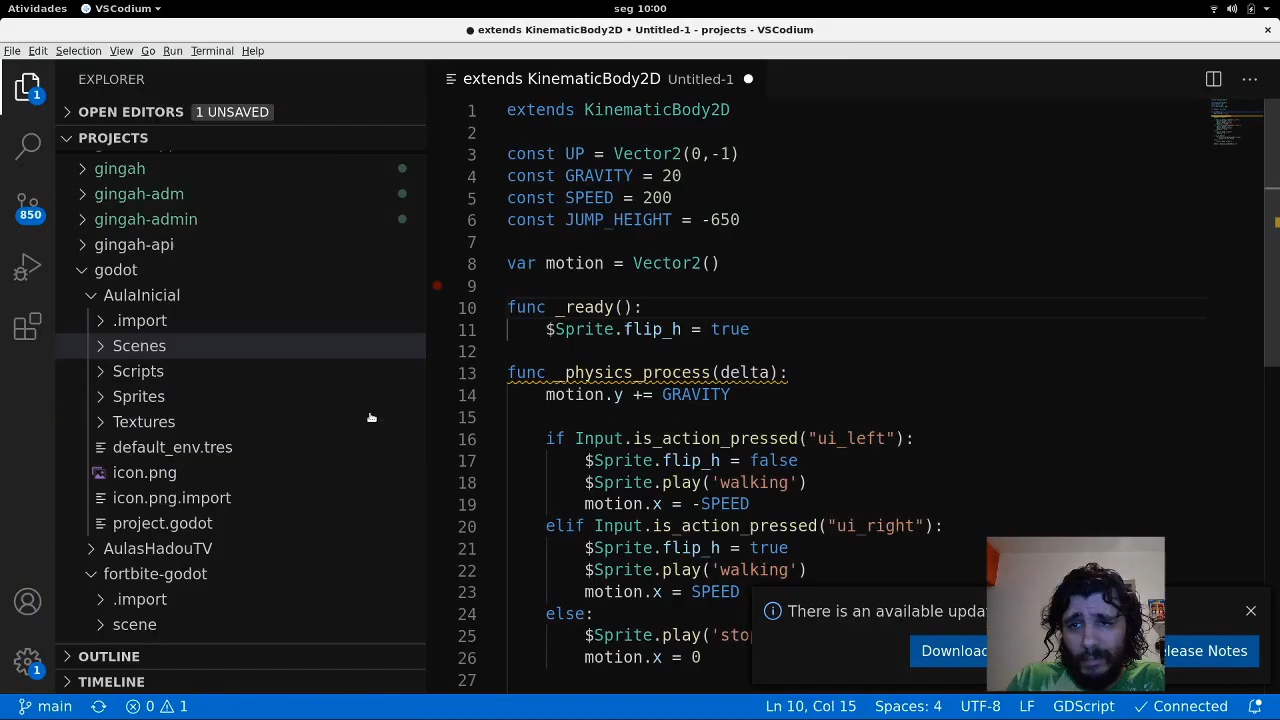 Atividades
VSCodium
seg 10:00
● extends KinematicBody2D • Untitled-1 - projects - VSCodium
File Edit Selection View Go Run Terminal Help
EXPLORER
OPEN EDITORS 1 UNSAVED
PROJECTS
gingah
gingah-adm
gingah-admin
gingah-api
godot
AulaInicial
.import
Scenes
Scripts
Sprites
Textures
default_env.tres
icon.png
icon.png.import
project.godot
AulasHadouTV
fortbite-godot
.import
scene
OUTLINE
TIMELINE
1
850
1
extends KinematicBody2D Untitled-1
1 extends KinematicBody2D
2
3 const UP = Vector2(0,-1)
4 const GRAVITY = 20
5 const SPEED = 200
6 const JUMP_HEIGHT = -650
7
8 var motion = Vector2()
9
10 func _ready():
11 $Sprite.flip_h = true
12
13 func _physics_process(delta):
14 motion.y += GRAVITY
15
16 if Input.is_action_pressed("ui_left"):
17 $Sprite.flip_h = false
18 $Sprite.play('walking')
19 motion.x = -SPEED
20 elif Input.is_action_pressed("ui_right"):
21 $Sprite.flip_h = true
22 $Sprite.play('walking')
23 motion.x = SPEED
24 else:
25 $Sprite.play('sto
26 motion.x = 0
27
There is an available upda
Download
elease Notes
main 0 1 Ln 10, Col 15 Spaces: 4 UTF-8 LF GDScript Connected